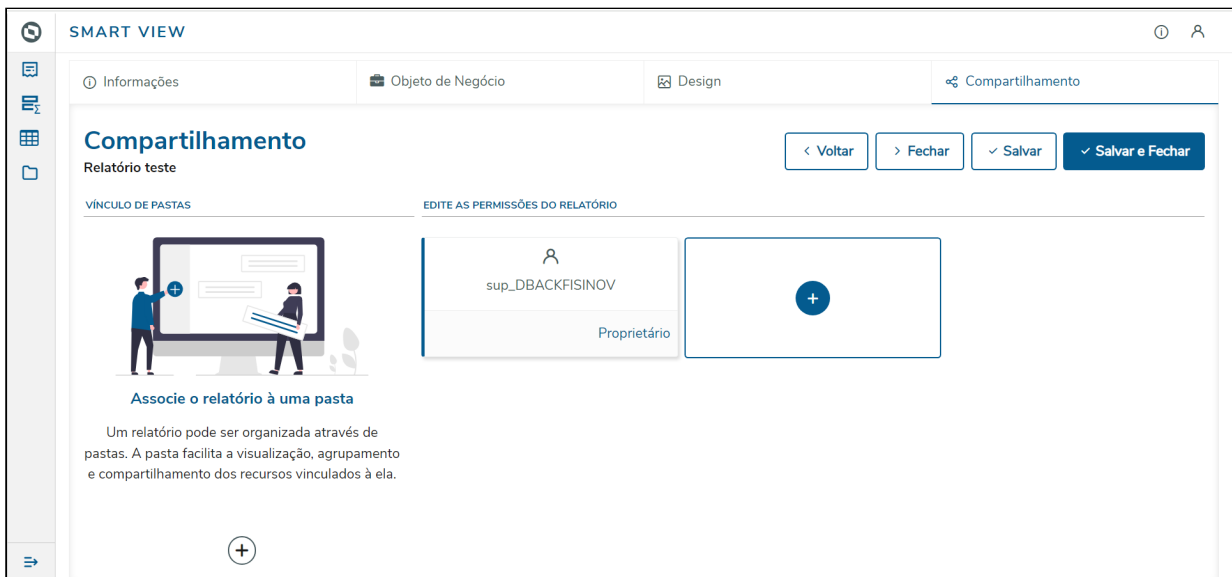 SMART VIEW
Informações
Objeto de Negócio
Design
Compartilhamento
Compartilhamento
Relatório teste
Voltar
Fechar
Salvar
Salvar e Fechar
VÍNCULO DE PASTAS
EDITE AS PERMISSÕES DO RELATÓRIO
sup_DBACKFISINOV
Proprietário
Associe o relatório à uma pasta
Um relatório pode ser organizada através de
pastas. A pasta facilita a visualização, agrupamento
e compartilhamento dos recursos vinculados à ela.